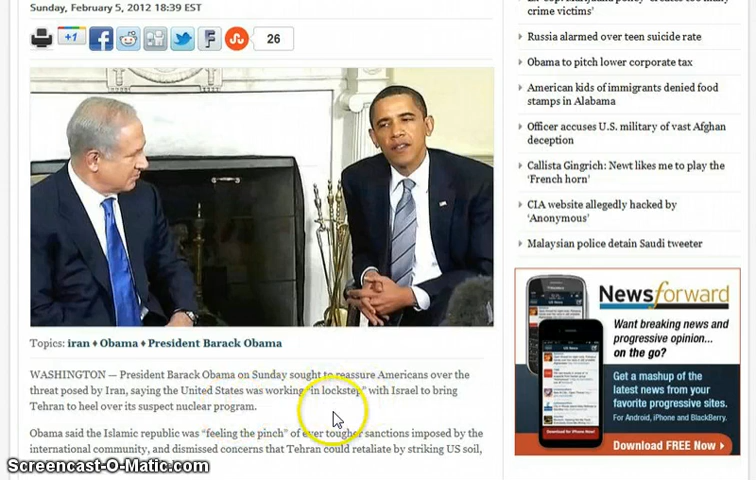 Sunday, February 5, 2012 18:39 EST
+1
26
Topics: iran ♦ Obama ♦ President Barack Obama
WASHINGTON — President Barack Obama on Sunday sought to reassure Americans over the
threat posed by Iran, saying the United States was working “in lockstep” with Israel to bring
Tehran to heel over its suspect nuclear program.
Obama said the Islamic republic was “feeling the pinch” of ever tougher sanctions imposed by the
international community, and dismissed concerns that Tehran could retaliate by striking US soil,
crime victims’
Russia alarmed over teen suicide rate
Obama to pitch lower corporate tax
American kids of immigrants denied food
stamps in Alabama
Officer accuses U.S. military of vast Afghan
deception
Callista Gingrich: Newt likes me to play the
‘French horn’
CIA website allegedly hacked by
‘Anonymous’
Malaysian police detain Saudi tweeter
Newsforward
Want breaking news and
progressive opinion...
on the go?
Get a mashup of the
latest news from your
favorite progressive sites.
For Android, iPhone and BlackBerry.
Download FREE Now
Screencast-O-Matic.com